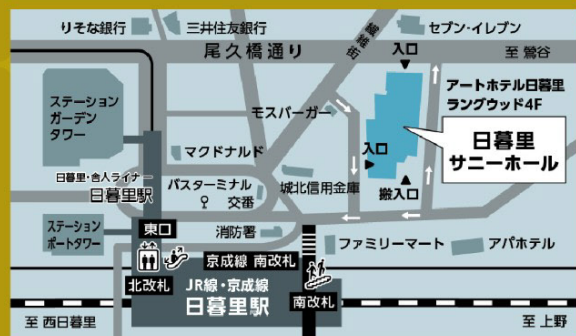 りそな銀行
三井住友銀行
尾久橋通り
繊維街
セブン-イレブン
入口
至 鶯谷
ステーション
ガーデン
タワー
モスバーガー
アートホテル日暮里
ラングウッド4F
日暮里
サニーホール
入口
マクドナルド
日暮里・舎人ライナー
日暮里駅
バスターミナル
交番
城北信用金庫
搬入口
ステーション
ポートタワー
東口
消防署
ファミリーマート
アパホテル
京成線 南改札
北改札
JR線・京成線
日暮里駅
南改札
至 西日暮里
至 上野